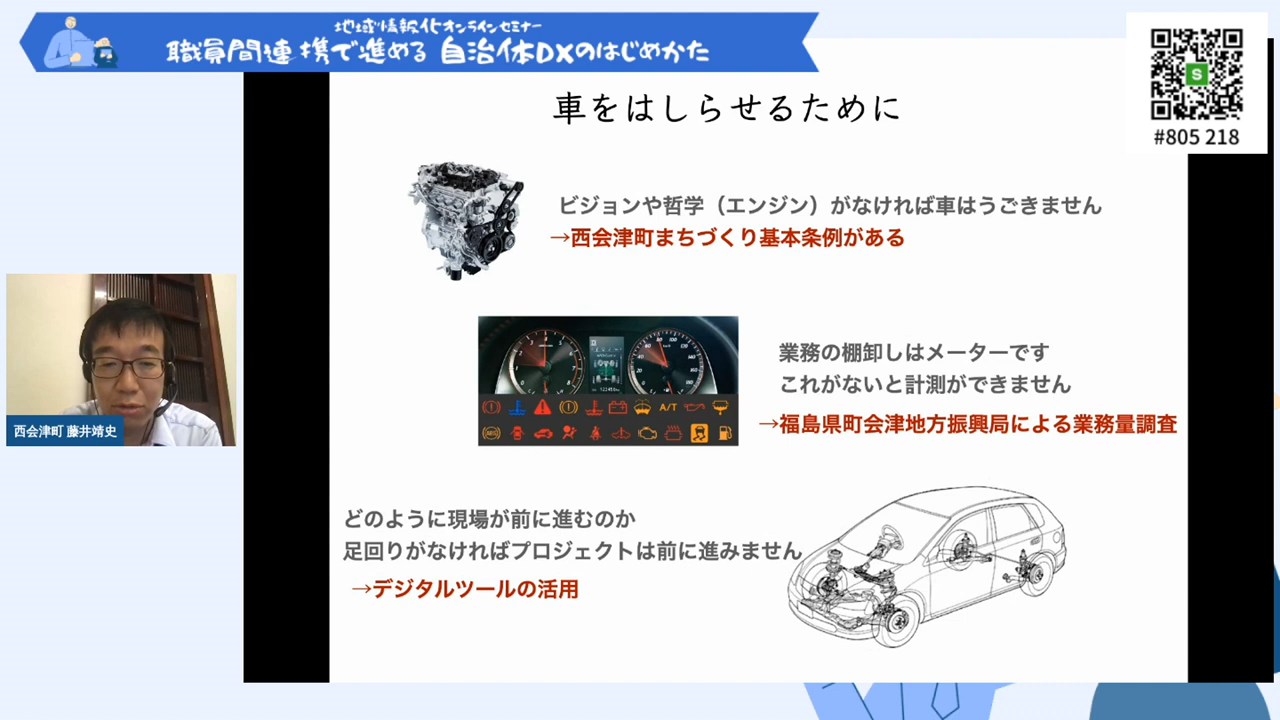 地域情報化オンラインセミナー
職員間連携で進める 自治体DXのはじめかた
#805 218
車をはしらせるために
ビジョンや哲学（エンジン）がなければ車はうごきません
→西会津町まちづくり基本条例がある
業務の棚卸しはメーターです
これがないと計測ができません
→福島県町会津地方振興局による業務量調査
A/T
ABS
西会津町 藤井靖史
どのように現場が前に進むのか
足回りがなければプロジェクトは前に進みません
→デジタルツールの活用